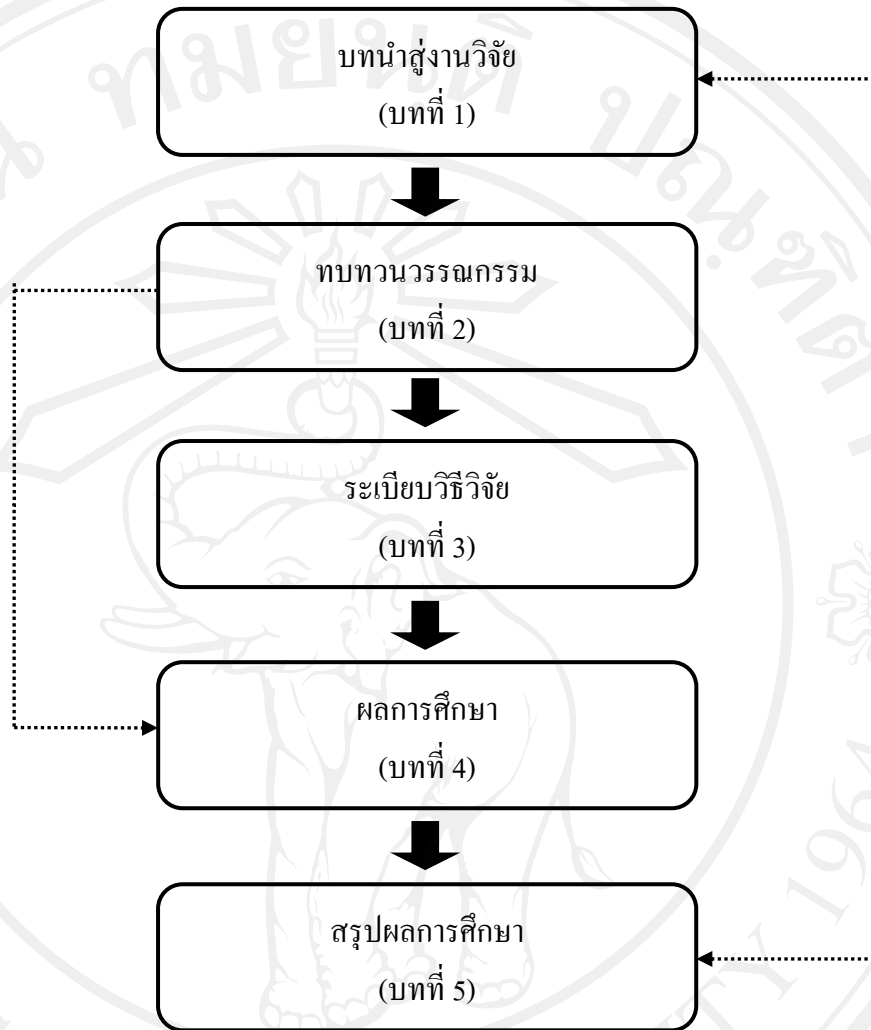 บทนำสู่งานวิจัย
(บทที่ 1)
ทบทวนวรรณกรรม
(บทที่ 2)
ระเบียบวิธีวิจัย
(บทที่ 3)
ผลการศึกษา
(บทที่ 4)
สรุปผลการศึกษา
(บทที่ 5)